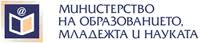 МИНИСТЕРСТВО
НА ОБРАЗОВАНИЕТО,
МЛАДЕЖТА И НАУКАТА